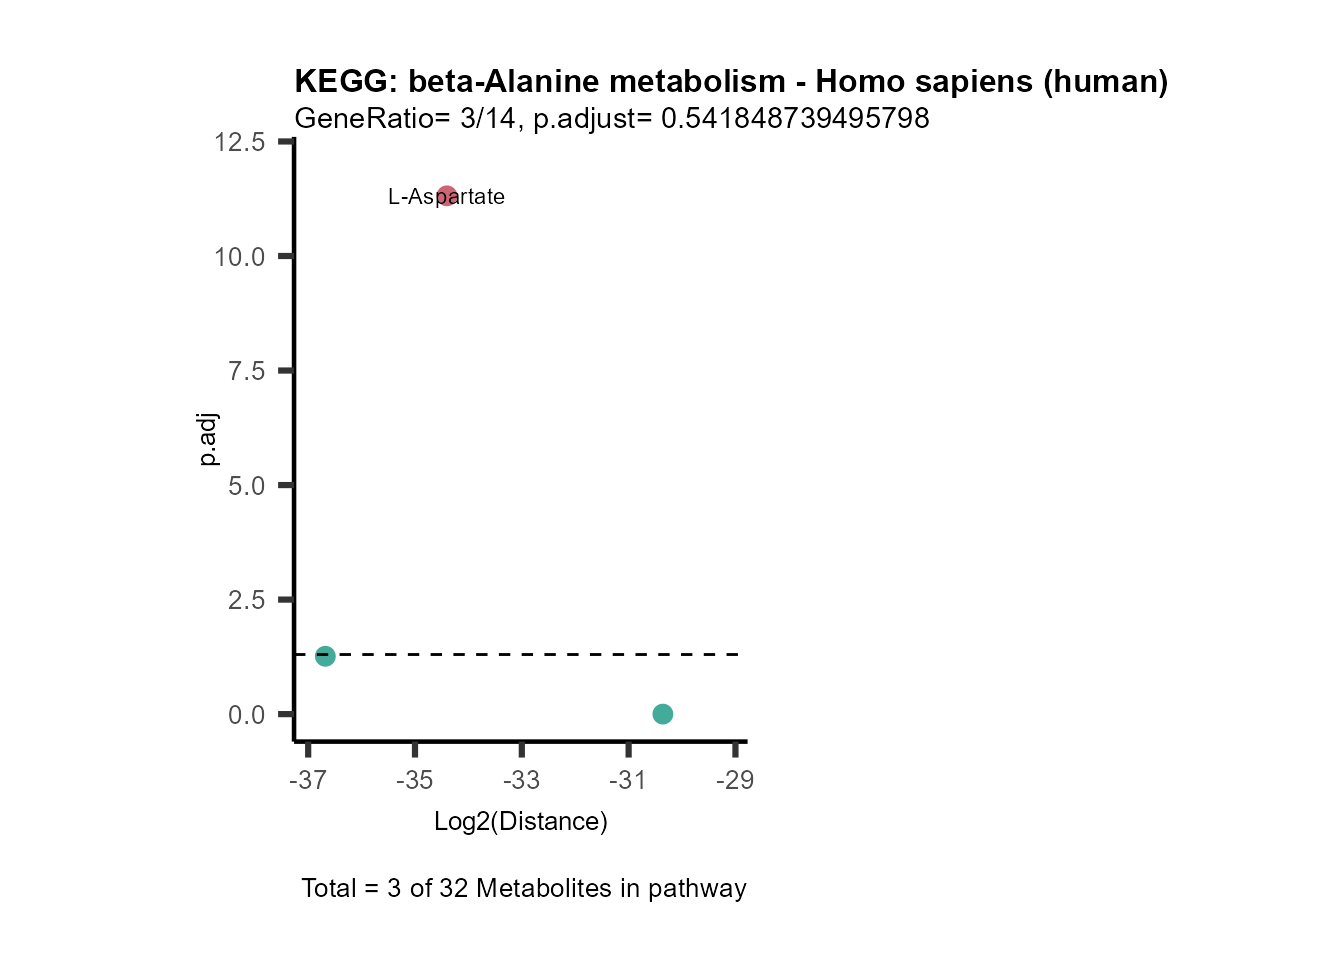 KEGG: beta-Alanine metabolism - Homo sapiens (human)
GeneRatio= 3/14, p.adjust= 0.541848739495798
12.5
L-Aspartate
10.0
7.5
p.adj
5.0
2.5
0.0
-37 -35 -33 -31 -29
Log2(Distance)
Total = 3 of 32 Metabolites in pathway